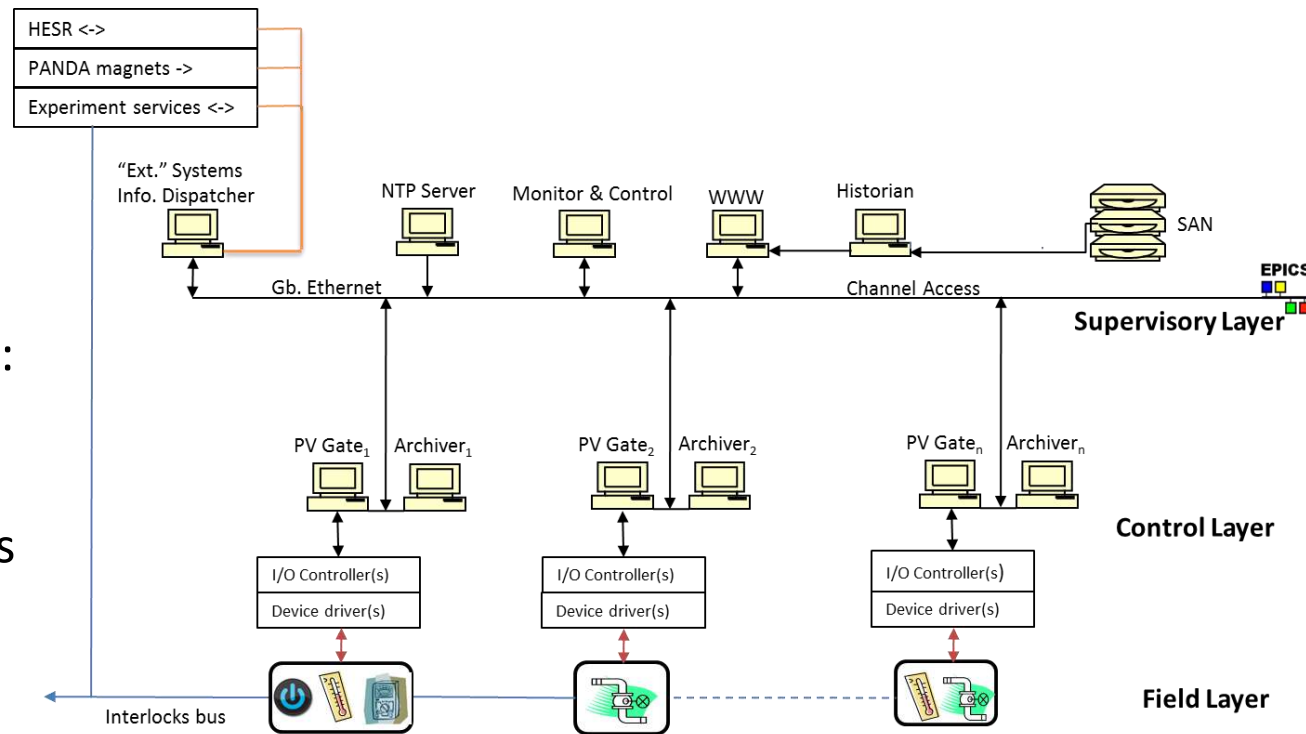 HESR <->
PANDA magnets ->
Experiment services <->
“Ext.” Systems
Info. Dispatcher
NTP Server
Monitor & Control
WWW
Historian
SAN
Gb. Ethernet
Channel Access
EPICS
Supervisory Layer
:
PV Gate1
Archiver1
PV Gate2
Archiver2
PV Gaten
Archivern
Control Layer
s
I/O Controller(s)
Device driver(s)
I/O Controller(s)
Device driver(s)
I/O Controller(s)
Device driver(s)
Interlocks bus
Field Layer